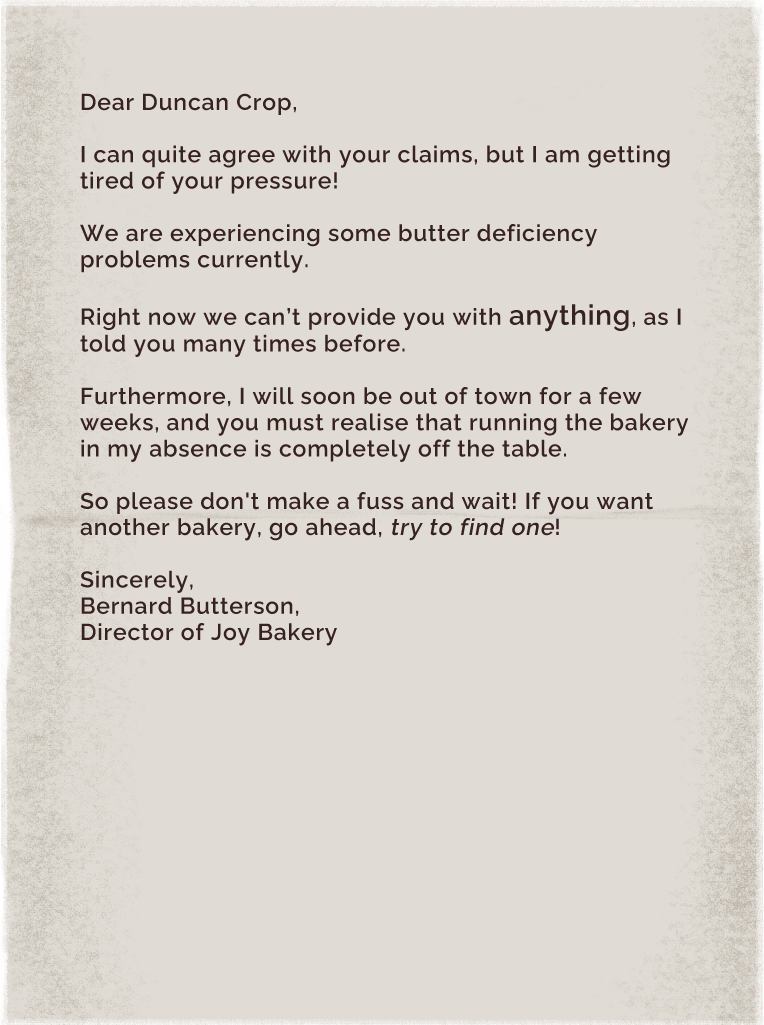 Dear Duncan Crop,
I can quite agree with your claims, but I am getting
tired of your pressure!
We are experiencing some butter deficiency
problems currently.
Right now we can’t provide you with anything, as I
told you many times before.
Furthermore, I will soon be out of town for a few
weeks, and you must realise that running the bakery
in my absence is completely off the table.
So please don't make a fuss and wait! If you want
another bakery, go ahead, try to find one!
Sincerely,
Bernard Butterson,
Director of Joy Bakery